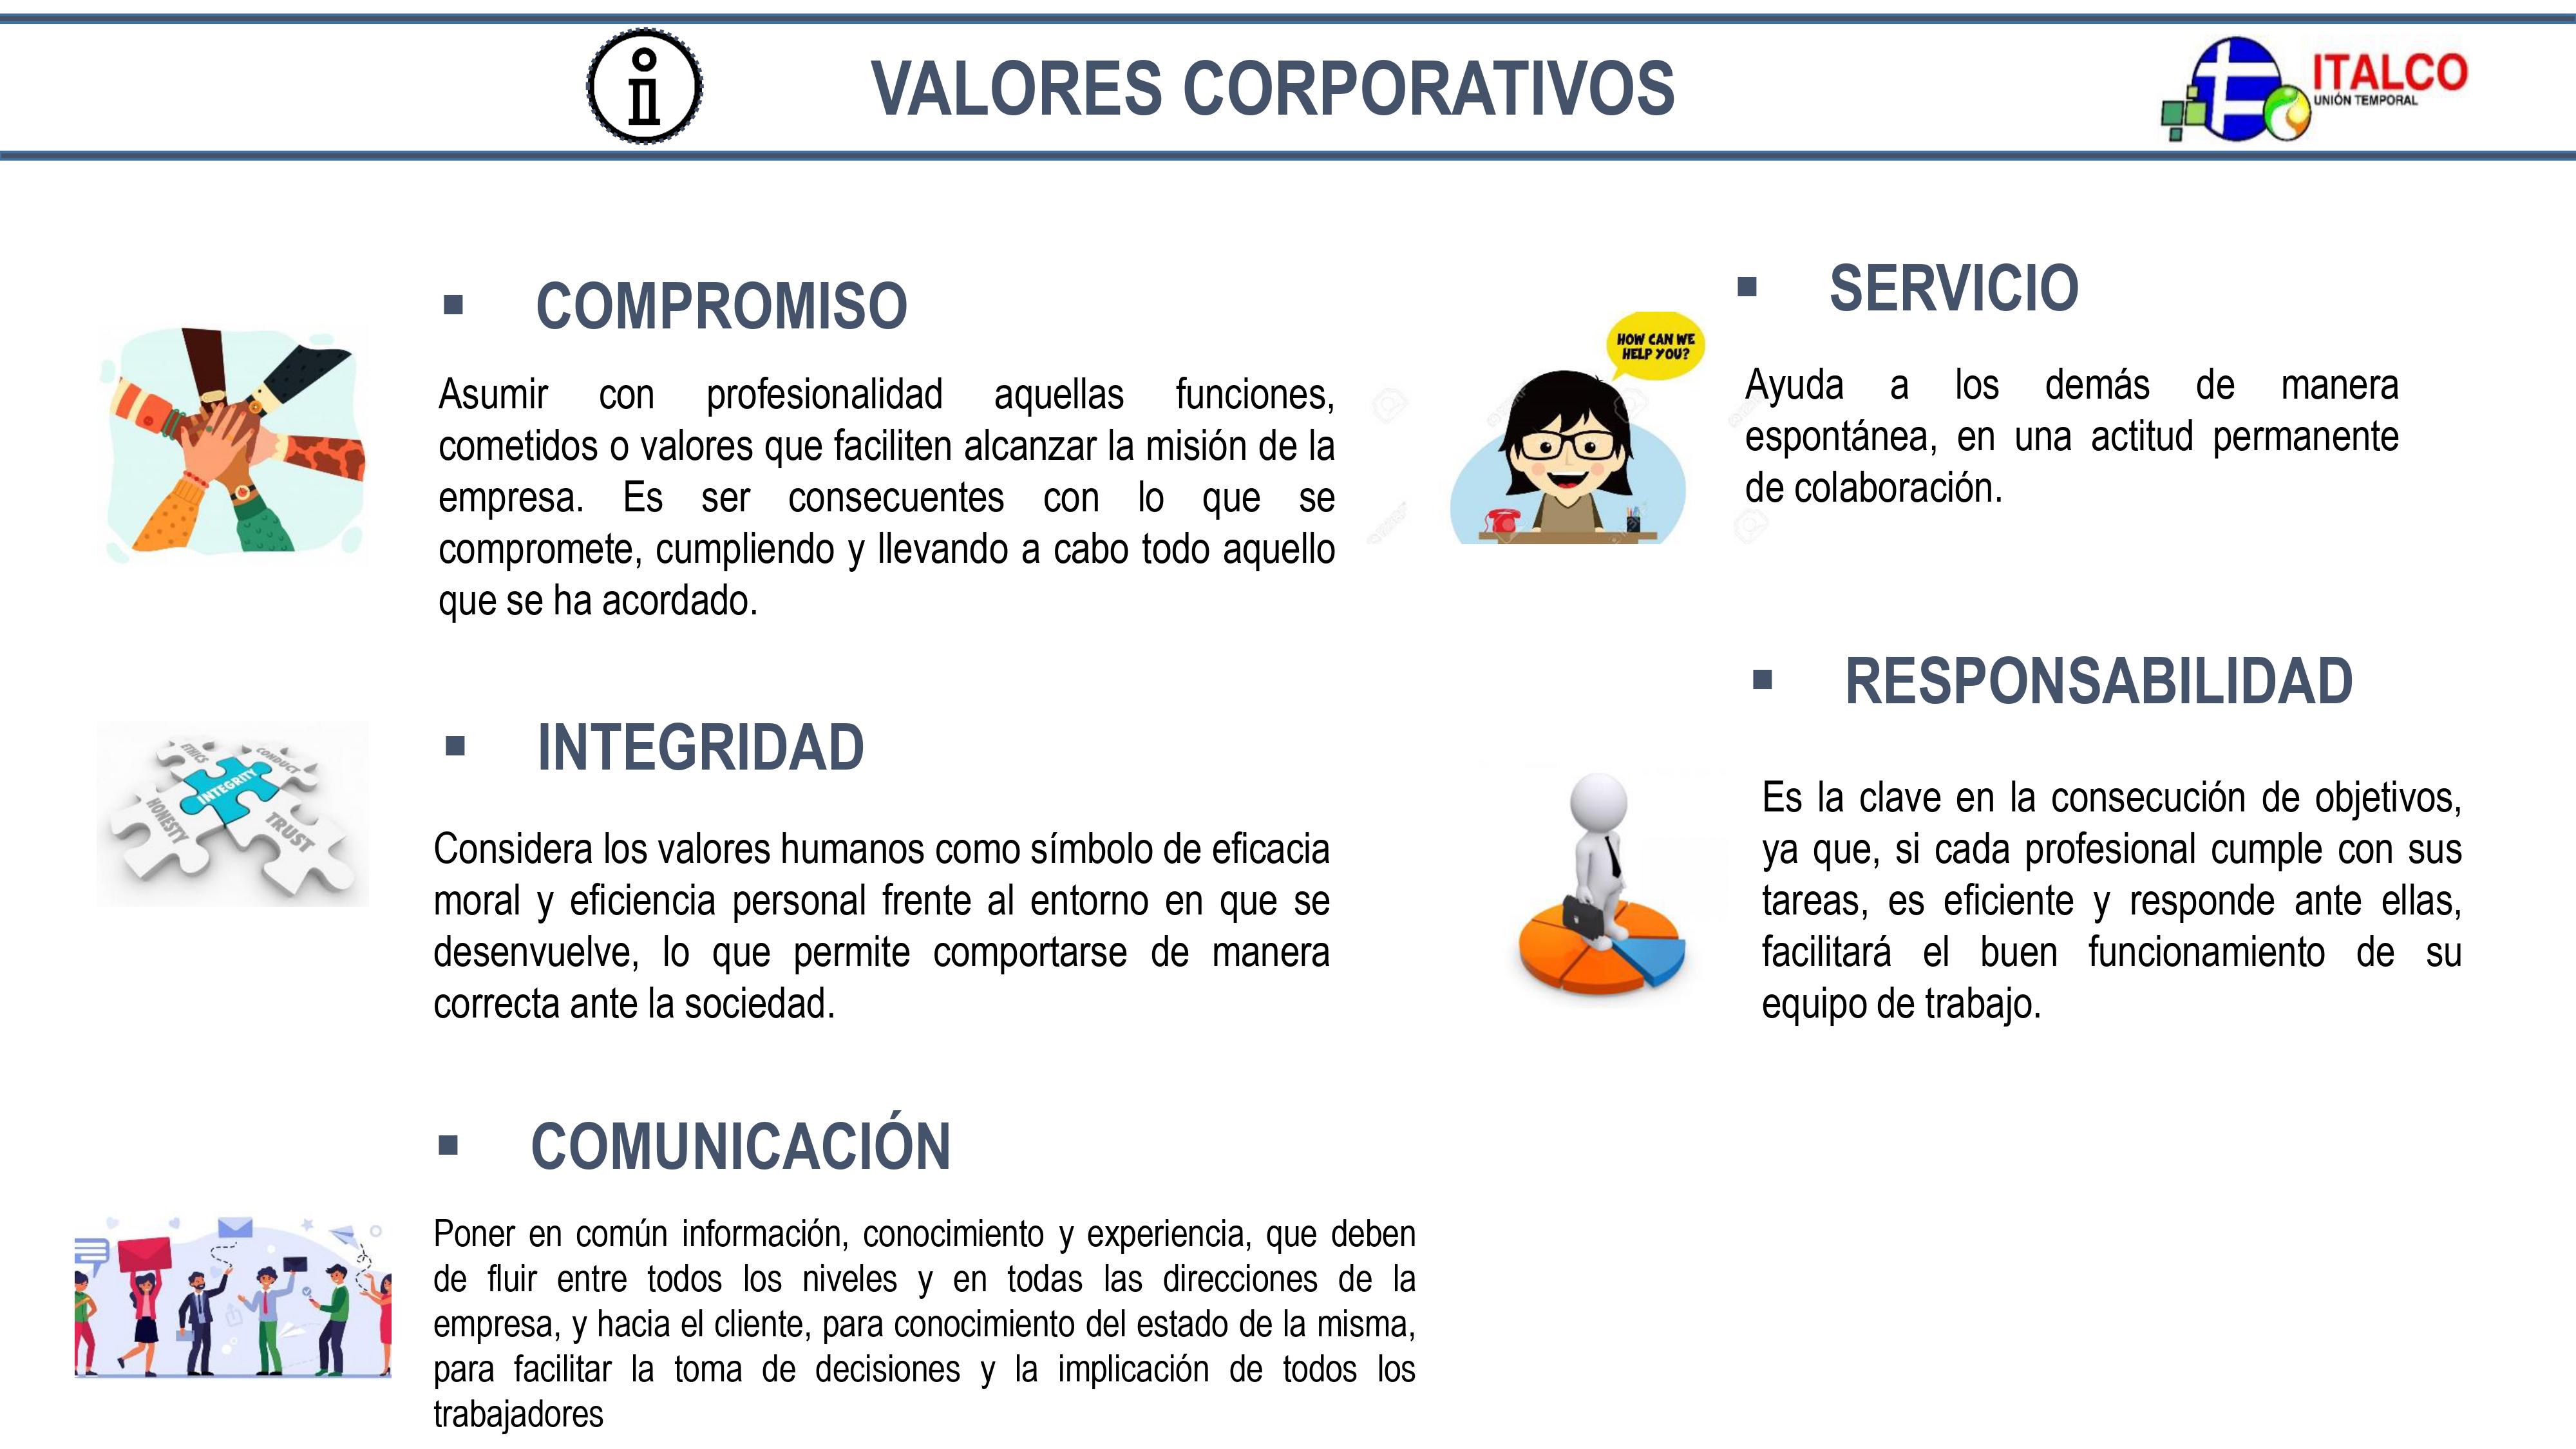 VALORES CORPORATIVOS
ITALCO
UNIÓN TEMPORAL
COMPROMISO
Asumir con profesionalidad aquellas funciones,
cometidos o valores que faciliten alcanzar la misión de la
empresa. Es ser consecuentes con lo que se
compromete, cumpliendo y llevando a cabo todo aquello
que se ha acordado.
INTEGRIDAD
ETHICS
CONDUCT
INTEGRITY
HONESTY
TRUST
Considera los valores humanos como símbolo de eficacia
moral y eficiencia personal frente al entorno en que se
desenvuelve, lo que permite comportarse de manera
correcta ante la sociedad.
COMUNICACIÓN
Poner en común información, conocimiento y experiencia, que deben
de fluir entre todos los niveles y en todas las direcciones de la
empresa, y hacia el cliente, para conocimiento del estado de la misma,
para facilitar la toma de decisiones y la implicación de todos los
trabajadores
SERVICIO
HOW CAN WE
HELP YOU?
Ayuda a los demás de manera
espontánea, en una actitud permanente
de colaboración.
RESPONSABILIDAD
Es la clave en la consecución de objetivos,
ya que, si cada profesional cumple con sus
tareas, es eficiente y responde ante ellas,
facilitará el buen funcionamiento de su
equipo de trabajo.